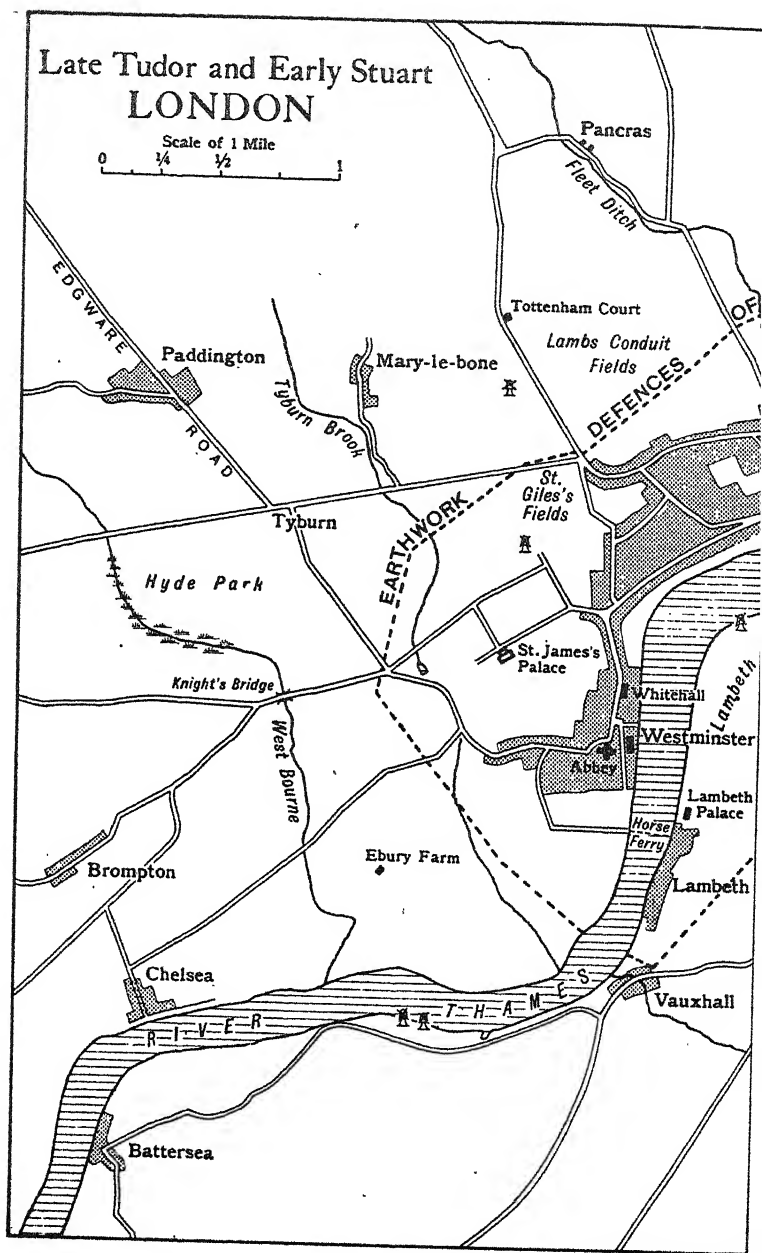 Late Tudor and Early Stuart
LONDON
Scale of 1 Mile
0 ¼ ½ 1
Pancras
Fleet Ditch
EDGWARE ROAD
Tottenham Court
Lambs Conduit
Fields
OF
DEFENCES
Paddington
Mary-le-bone
Tyburn Brook
St.
Giles's
Fields
EARTHWORK
Tyburn
Hyde Park
St. James's
Palace
Knight's Bridge
Whitehall
Lambeth
West Bourne
Westminster
Abbey
Lambeth
Palace
Horse
Ferry
Brompton
Ebury Farm
Lambeth
Chelsea
RIVER THAMES
Vauxhall
Battersea